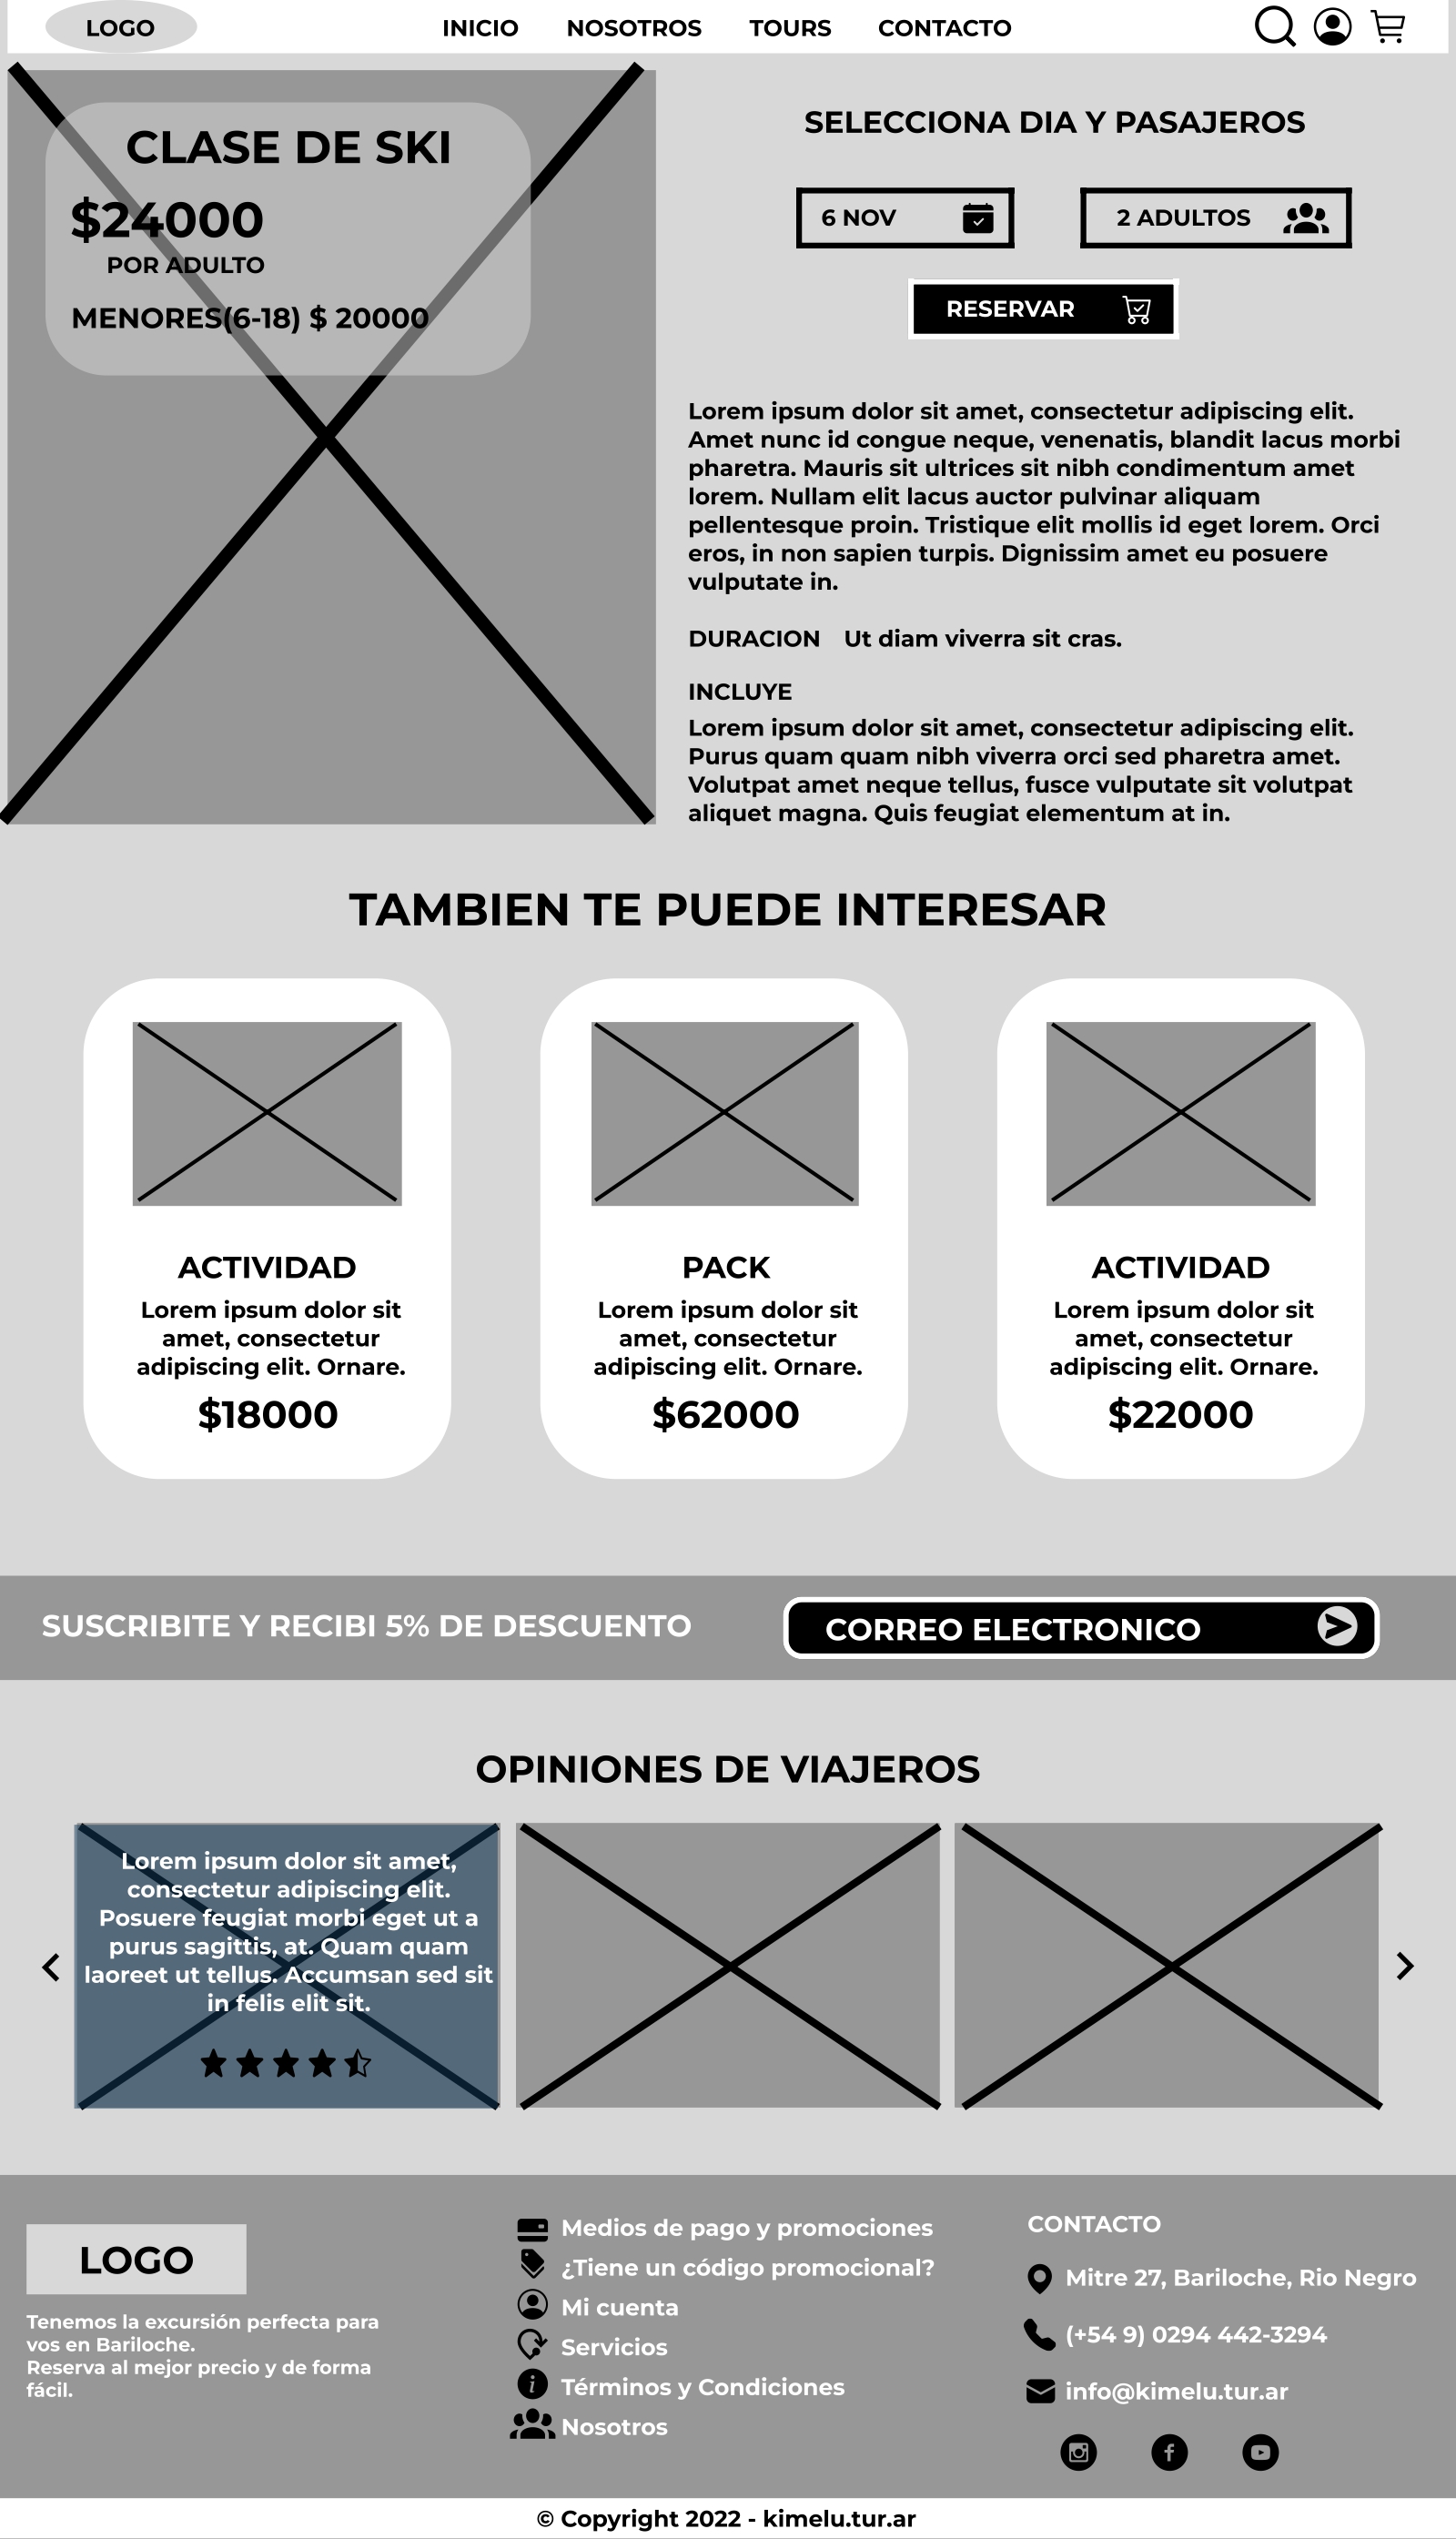 LOGO
INICIO
NOSOTROS
TOURS
CONTACTO
CLASE DE SKI
$24000
POR ADULTO
MENORES(6-18) $ 20000
SELECCIONA DIA Y PASAJEROS
6 NOV
2 ADULTOS
RESERVAR
Lorem ipsum dolor sit amet, consectetur adipiscing elit.
Amet nunc id congue neque, venenatis, blandit lacus morbi
pharetra. Mauris sit ultrices sit nibh condimentum amet
lorem. Nullam elit lacus auctor pulvinar aliquam
pellentesque proin. Tristique elit mollis id eget lorem. Orci
eros, in non sapien turpis. Dignissim amet eu posuere
vulputate in.
DURACION Ut diam viverra sit cras.
INCLUYE
Lorem ipsum dolor sit amet, consectetur adipiscing elit.
Purus quam quam nibh viverra orci sed pharetra amet.
Volutpat amet neque tellus, fusce vulputate sit volutpat
aliquet magna. Quis feugiat elementum at in.
TAMBIEN TE PUEDE INTERESAR
ACTIVIDAD
Lorem ipsum dolor sit
amet, consectetur
adipiscing elit. Ornare.
$18000
PACK
Lorem ipsum dolor sit
amet, consectetur
adipiscing elit. Ornare.
$62000
ACTIVIDAD
Lorem ipsum dolor sit
amet, consectetur
adipiscing elit. Ornare.
$22000
SUSCRIBITE Y RECIBI 5% DE DESCUENTO
CORREO ELECTRONICO
OPINIONES DE VIAJEROS
Lorem ipsum dolor sit amet,
consectetur adipiscing elit.
Posuere feugiat morbi eget ut a
purus sagittis, at. Quam quam
laoreet ut tellus. Accumsan sed sit
in felis elit sit.
LOGO
Tenemos la excursión perfecta para
vos en Bariloche.
Reserva al mejor precio y de forma
fácil.
Medios de pago y promociones
¿Tiene un código promocional?
Mi cuenta
Servicios
Términos y Condiciones
Nosotros
CONTACTO
Mitre 27, Bariloche, Rio Negro
(+54 9) 0294 442-3294
info@kimelu.tur.ar
© Copyright 2022 - kimelu.tur.ar